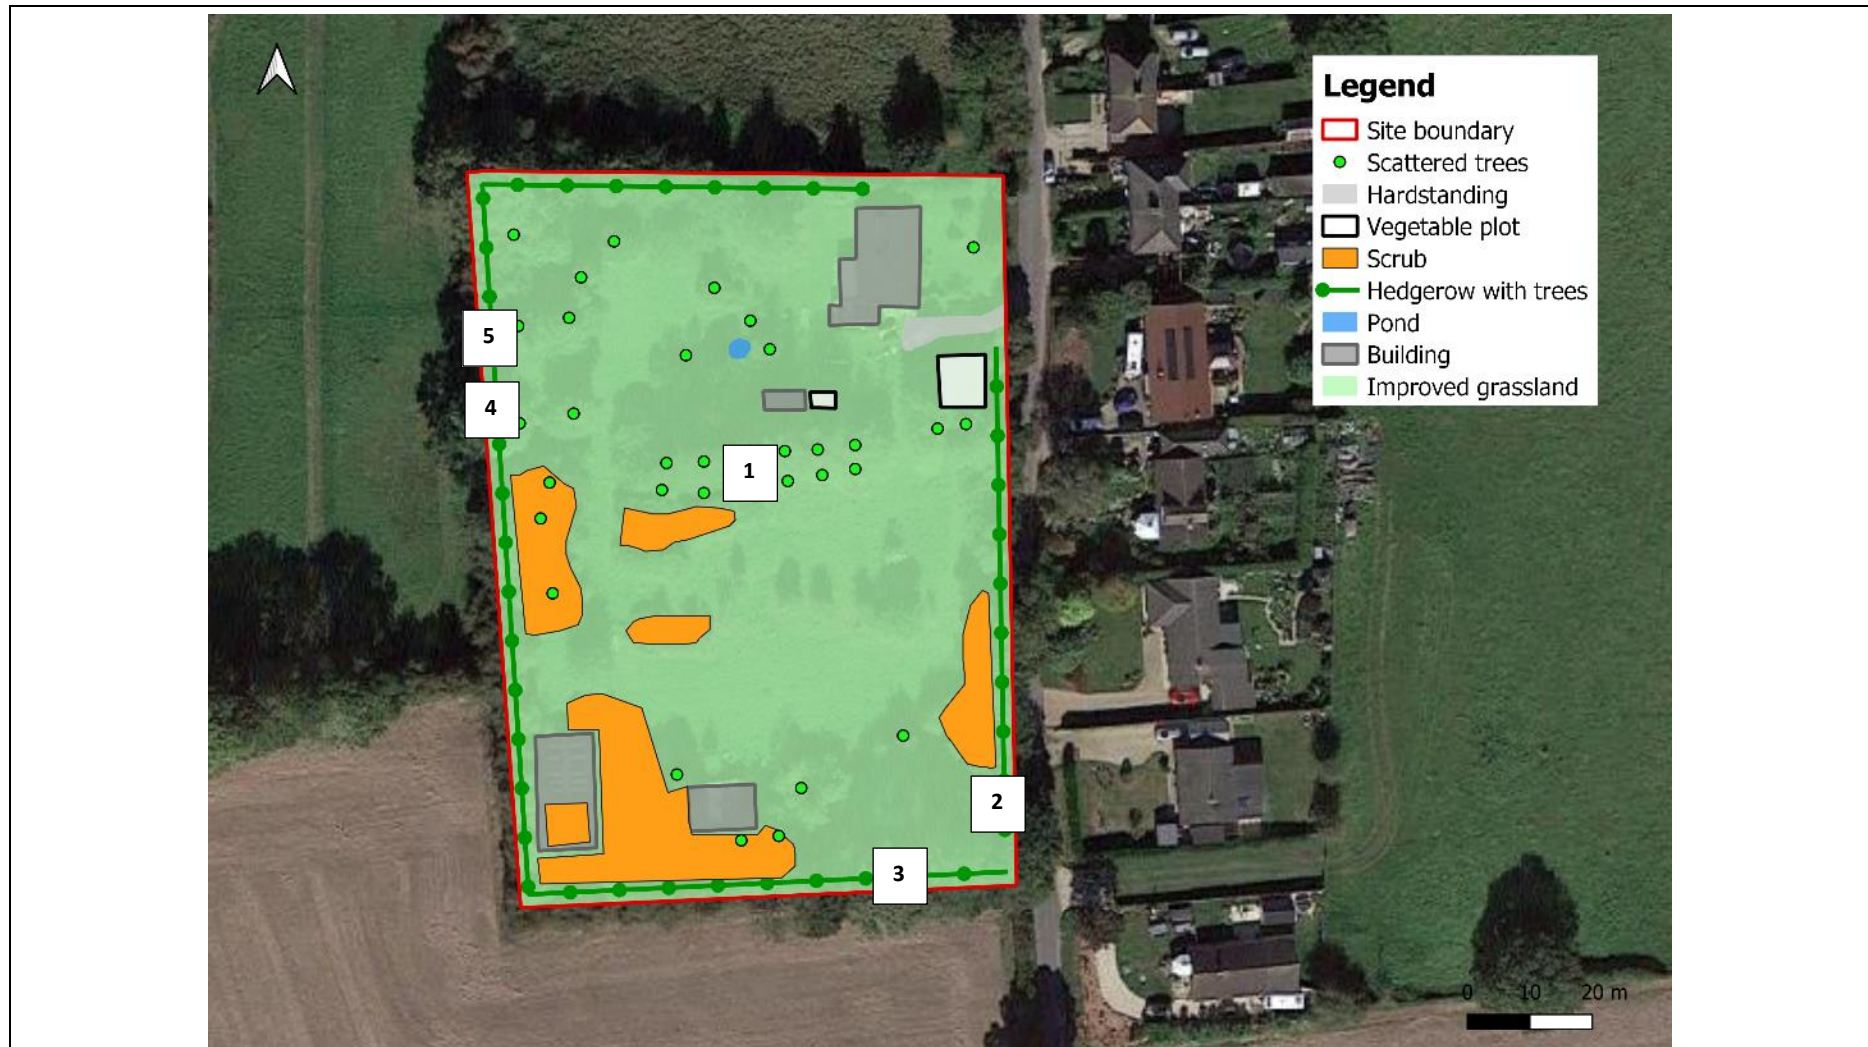 Legend
Site boundary
Scattered trees
Hardstanding
Vegetable plot
Scrub
Hedgerow with trees
Pond
Building
Improved grassland
5
4
1
2
3
0 10 20 m